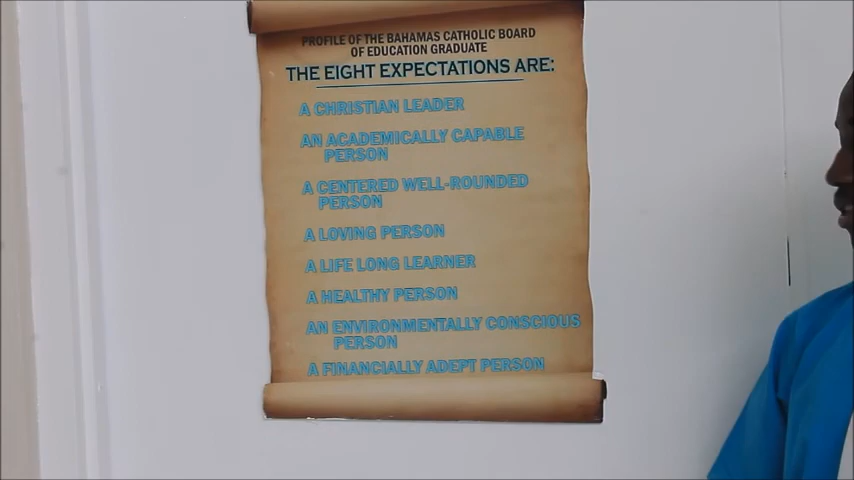 PROFILE OF THE BAHAMAS CATHOLIC BOARD
OF EDUCATION GRADUATE
THE EIGHT EXPECTATIONS ARE:
A CHRISTIAN LEADER
AN ACADEMICALLY CAPABLE
PERSON
A CENTERED WELL-ROUNDED
PERSON
A LOVING PERSON
A LIFE LONG LEARNER
A HEALTHY PERSON
AN ENVIRONMENTALLY CONSCIOUS
PERSON
A FINANCIALLY ADEPT PERSON